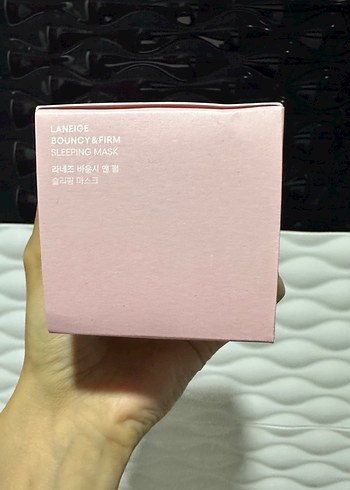 LANEIGE
BOUNCY & FIRM
SLEEPING MASK
라네즈 바운시 앤 펌
슬리핑 마스크